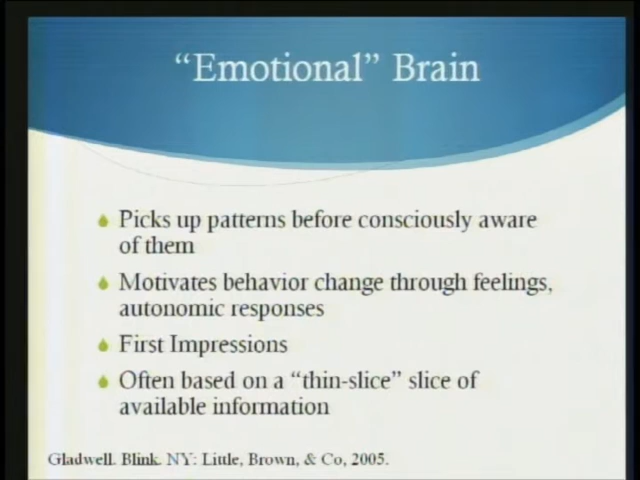 “Emotional” Brain
Picks up patterns before consciously aware
of them
Motivates behavior change through feelings,
autonomic responses
First Impressions
Often based on a “thin-slice” slice of
available information
Gladwell. Blink. NY: Little, Brown, & Co, 2005.